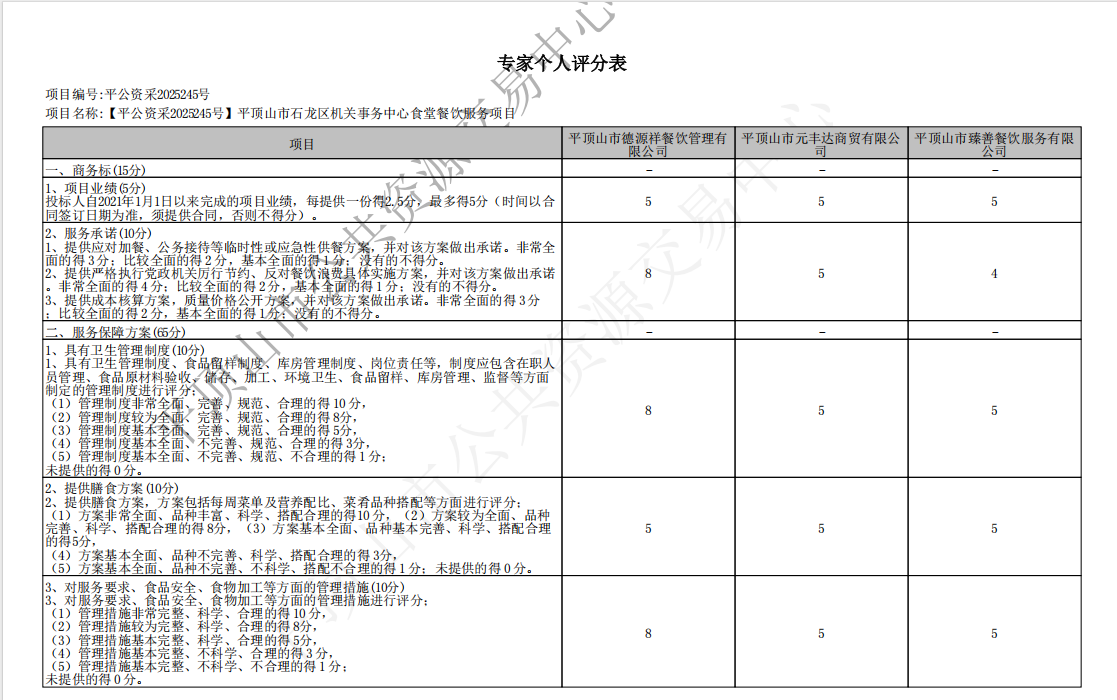 专家个人评分表
项目编号:平公资采2025245号
项目名称:【平公资采2025245号】平顶山市石龙区机关事务中心食堂餐饮服务项目
项目
平顶山市德源祥餐饮管理有
限公司
平顶山市元丰达商贸有限公
司
平顶山市臻善餐饮服务有限
公司
一、商务标(15分)
－
－
－
1、项目业绩(5分)
投标人自2021年1月1日以来完成的项目业绩，每提供一份得2.5分，最多得5分（时间以合
同签订日期为准，须提供合同，否则不得分）。
5
5
5
2、服务承诺(10分)
1、提供应对加餐、公务接待等临时性或应急性供餐方案，并对该方案做出承诺。非常全
面的得3分；比较全面的得2分，基本全面的得1分；没有的不得分。
2、提供严格执行党政机关厉行节约、反对餐饮浪费具体实施方案，并对该方案做出承诺
。非常全面的得4分；比较全面的得2分，基本全面的得1分；没有的不得分。
3、提供成本核算方案，质量价格公开方案，并对该方案做出承诺。非常全面的得3分
；比较全面的得2分，基本全面的得1分；没有的不得分。
8
5
4
二、服务保障方案(65分)
－
－
－
1、具有卫生管理制度(10分)
1、具有卫生管理制度、食品留样制度、库房管理制度、岗位责任等，制度应包含在职人
员管理、食品原材料验收、储存、加工、环境卫生、食品留样、库房管理、监督等方面
制定的管理制度进行评分；
（1）管理制度非常全面、完善、规范、合理的得10分，
（2）管理制度较为全面、完善、规范、合理的得8分，
（3）管理制度基本全面、完善、规范、合理的得5分，
（4）管理制度基本全面、不完善、规范、合理的得3分，
（5）管理制度基本全面、不完善、规范、不合理的得1分；
未提供的得0分。
8
5
5
2、提供膳食方案(10分)
2、提供膳食方案，方案包括每周菜单及营养配比、菜肴品种搭配等方面进行评分；
（1）方案非常全面、品种丰富、科学、搭配合理的得10分，（2）方案较为全面、品种
完善、科学、搭配合理的得8分，（3）方案基本全面、品种基本完善、科学、搭配合理
的得5分，
（4）方案基本全面、品种不完善、科学、搭配合理的得3分，
（5）方案基本全面、品种不完善、不科学、搭配不合理的得1分；未提供的得0分。
5
5
5
3、对服务要求、食品安全、食物加工等方面的管理措施(10分)
3、对服务要求、食品安全、食物加工等方面的管理措施进行评分；
（1）管理措施非常完整、科学、合理的得10分，
（2）管理措施较为完整、科学、合理的得8分，
（3）管理措施基本完整、科学、合理的得5分，
（4）管理措施基本完整、不科学、合理的得3分，
（5）管理措施基本完整、不科学、不合理的得1分；
未提供的得0分。
8
5
5
平顶山市公共资源交易中心
顶山市公共资源交易中心